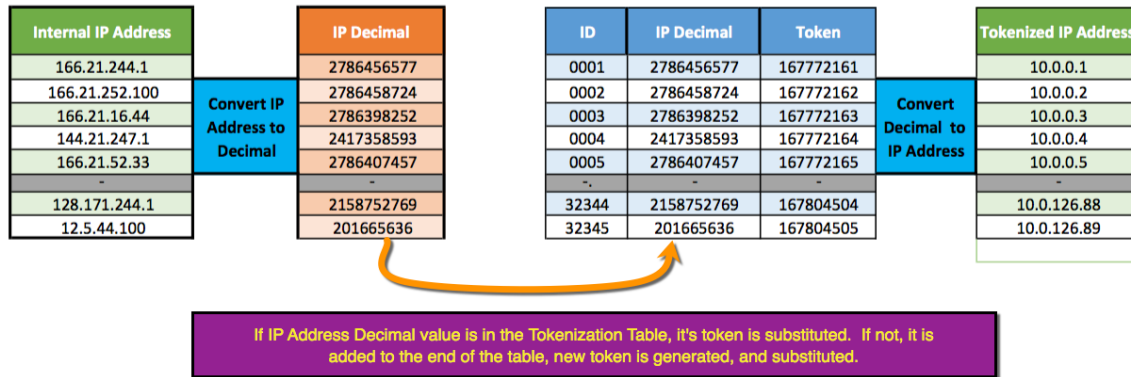 Internal IP Address IP Decimal ID IP Decimal Token Tokenized IP Address
166.21.244.1 2786456577 0001 2786456577 167772161 10.0.0.1
166.21.252.100 2786458724 0002 2786458724 167772162 10.0.0.2
166.21.16.44 2786398252 0003 2786398252 167772163 10.0.0.3
144.21.247.1 2417358593 0004 2417358593 167772164 10.0.0.4
166.21.52.33 2786407457 0005 2786407457 167772165 10.0.0.5
- - -. - - -
128.171.244.1 2158752769 32344 2158752769 167804504 10.0.126.88
12.5.44.100 201665636 32345 201665636 167804505 10.0.126.89
Convert IP
Address to
Decimal
Convert
Decimal to
IP Address
If IP Address Decimal value is in the Tokenization Table, it's token is substituted. If not, it is
added to the end of the table, new token is generated, and substituted.